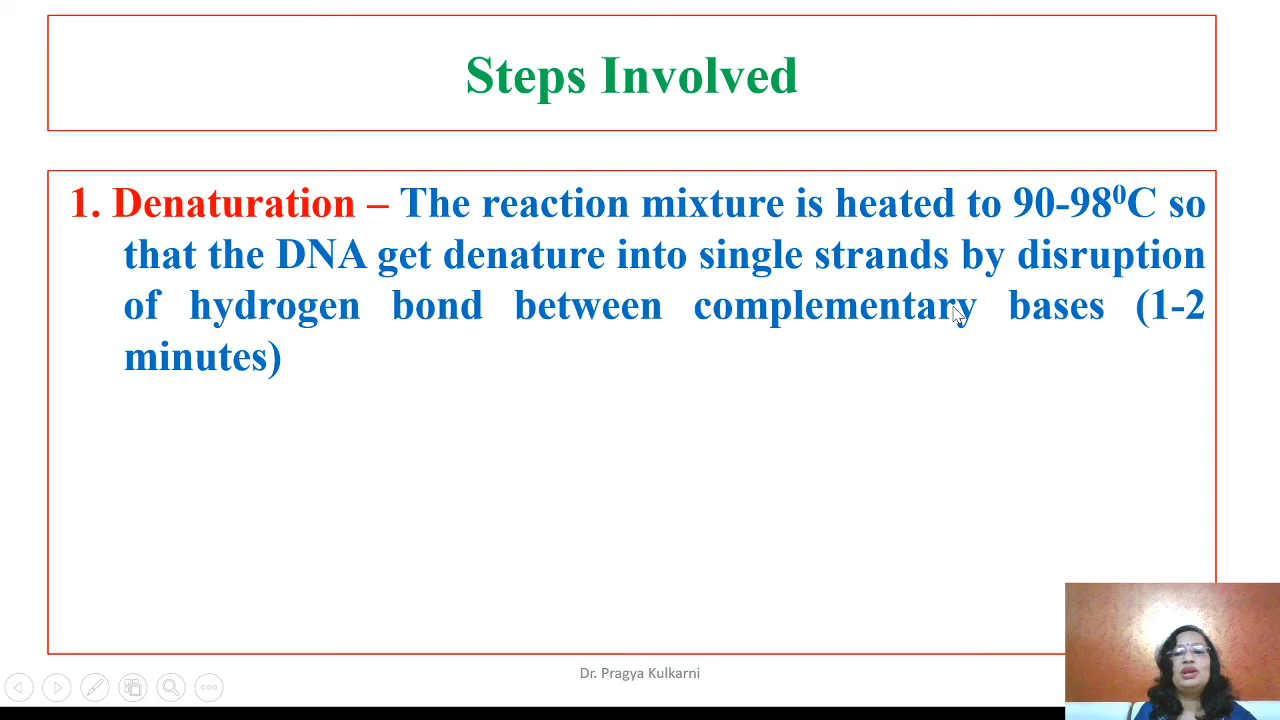 Steps Involved
1. Denaturation – The reaction mixture is heated to 90-98⁰C so
that the DNA get denature into single strands by disruption
of hydrogen bond between complementary bases (1-2
minutes)
Dr. Pragya Kulkarni